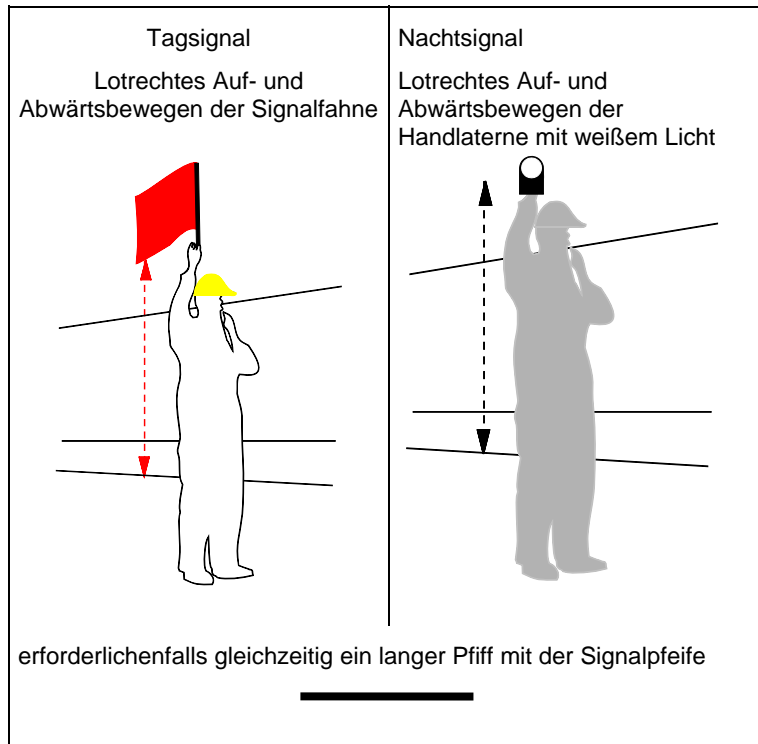 Tagsignal
Lotrechtes Auf- und
Abwärtsbewegen der Signalfahne
Nachtsignal
Lotrechtes Auf- und
Abwärtsbewegen der
Handlaterne mit weißem Licht
erforderlichenfalls gleichzeitig ein langer Pfiff mit der Signalpfeife